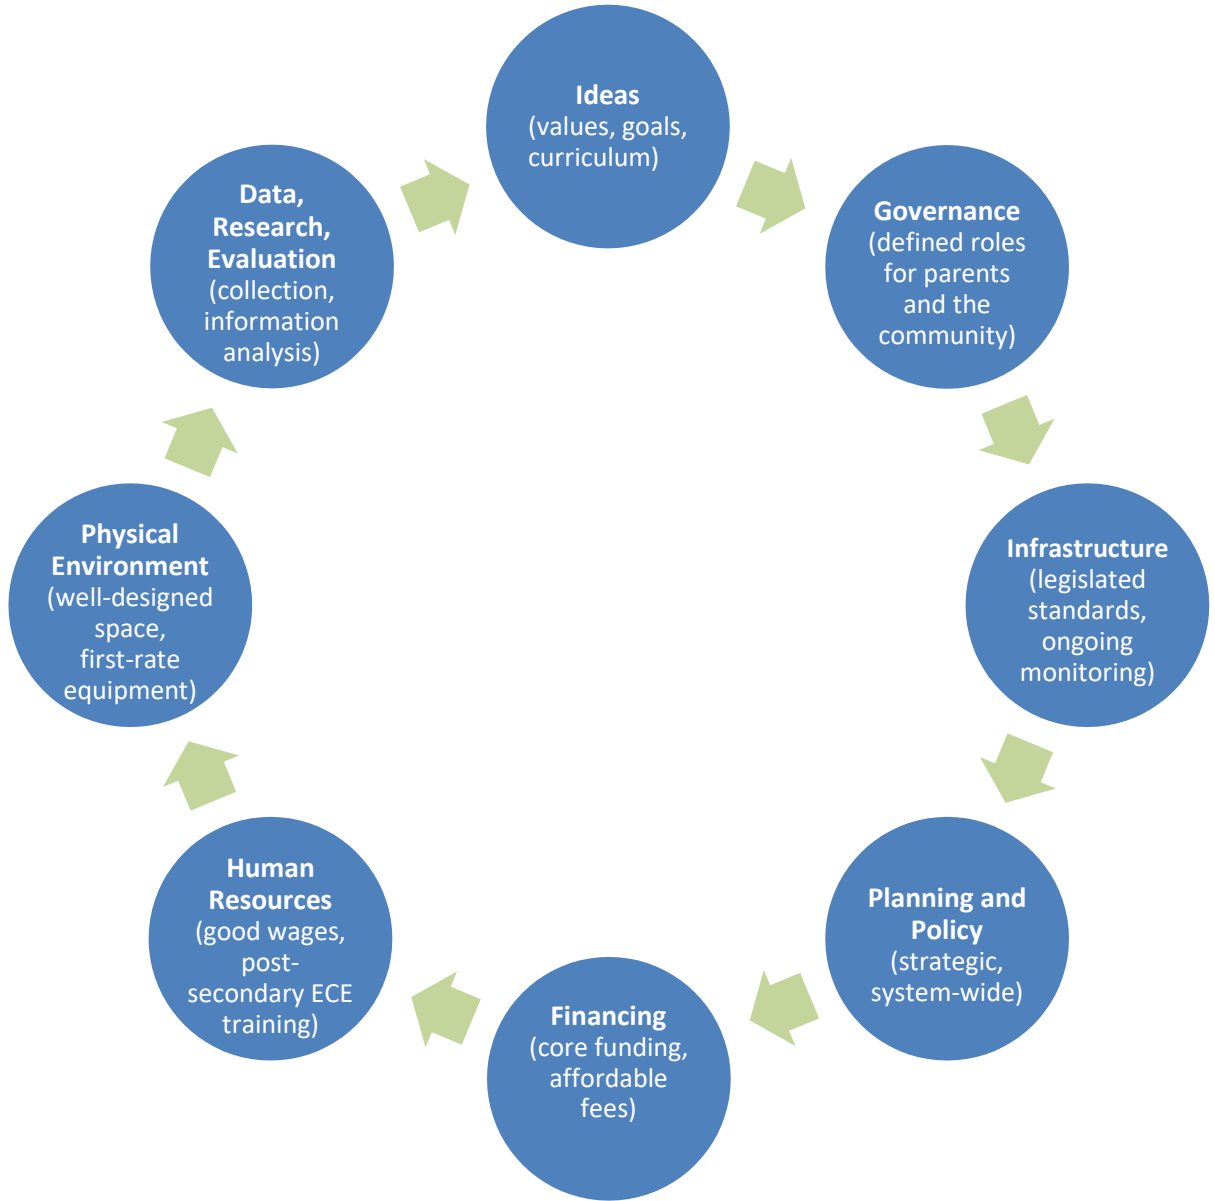 Ideas
(values, goals,
curriculum)
Governance
(defined roles
for parents
and the
community)
Infrastructure
(legislated
standards,
ongoing
monitoring)
Planning and
Policy
(strategic,
system-wide)
Financing
(core funding,
affordable
fees)
Human
Resources
(good wages,
post-
secondary ECE
training)
Physical
Environment
(well-designed
space,
first-rate
equipment)
Data,
Research,
Evaluation
(collection,
information
analysis)